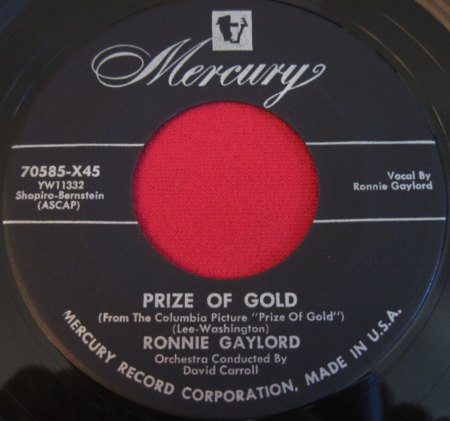 Mercury
70585-X45
YW11332
Shapiro-Bernstein
(ASCAP)
Vocal By
Ronnie Gaylord
PRIZE OF GOLD
(From The Columbia Picture "Prize Of Gold")
(Lee-Washington)
RONNIE GAYLORD
Orchestra Conducted By
David Carroll
MERCURY RECORD CORPORATION, MADE IN U.S.A.